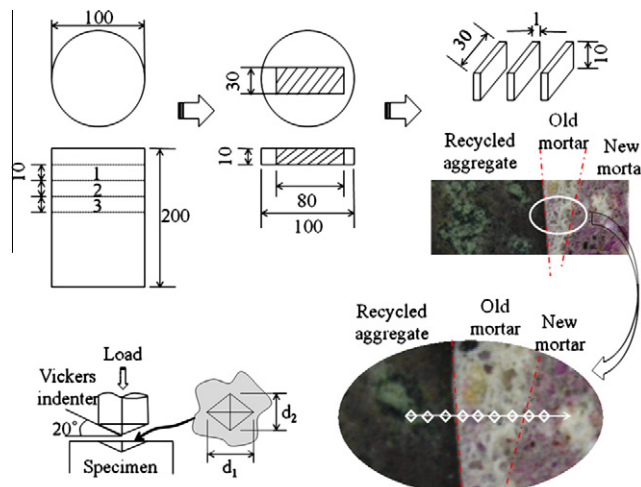 100
30
10
1
2
3
200
10
80
100
30
1
10
Recycled
aggregate
Old
mortar
New
morta
Recycled
aggregate
Old
mortar
New
mortar
Load
Vickers
indenter
20°
Specimen
d1
d2